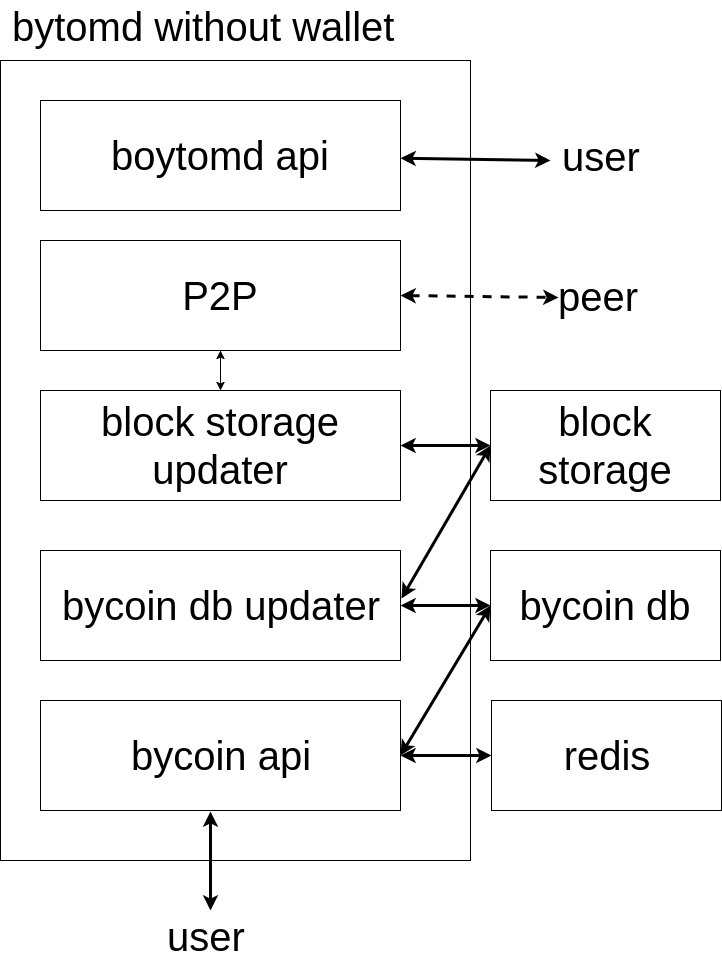 bytomd without wallet
boytomd api
user
P2P
peer
block storage
updater
block
storage
bycoin db updater
bycoin db
bycoin api
redis
user